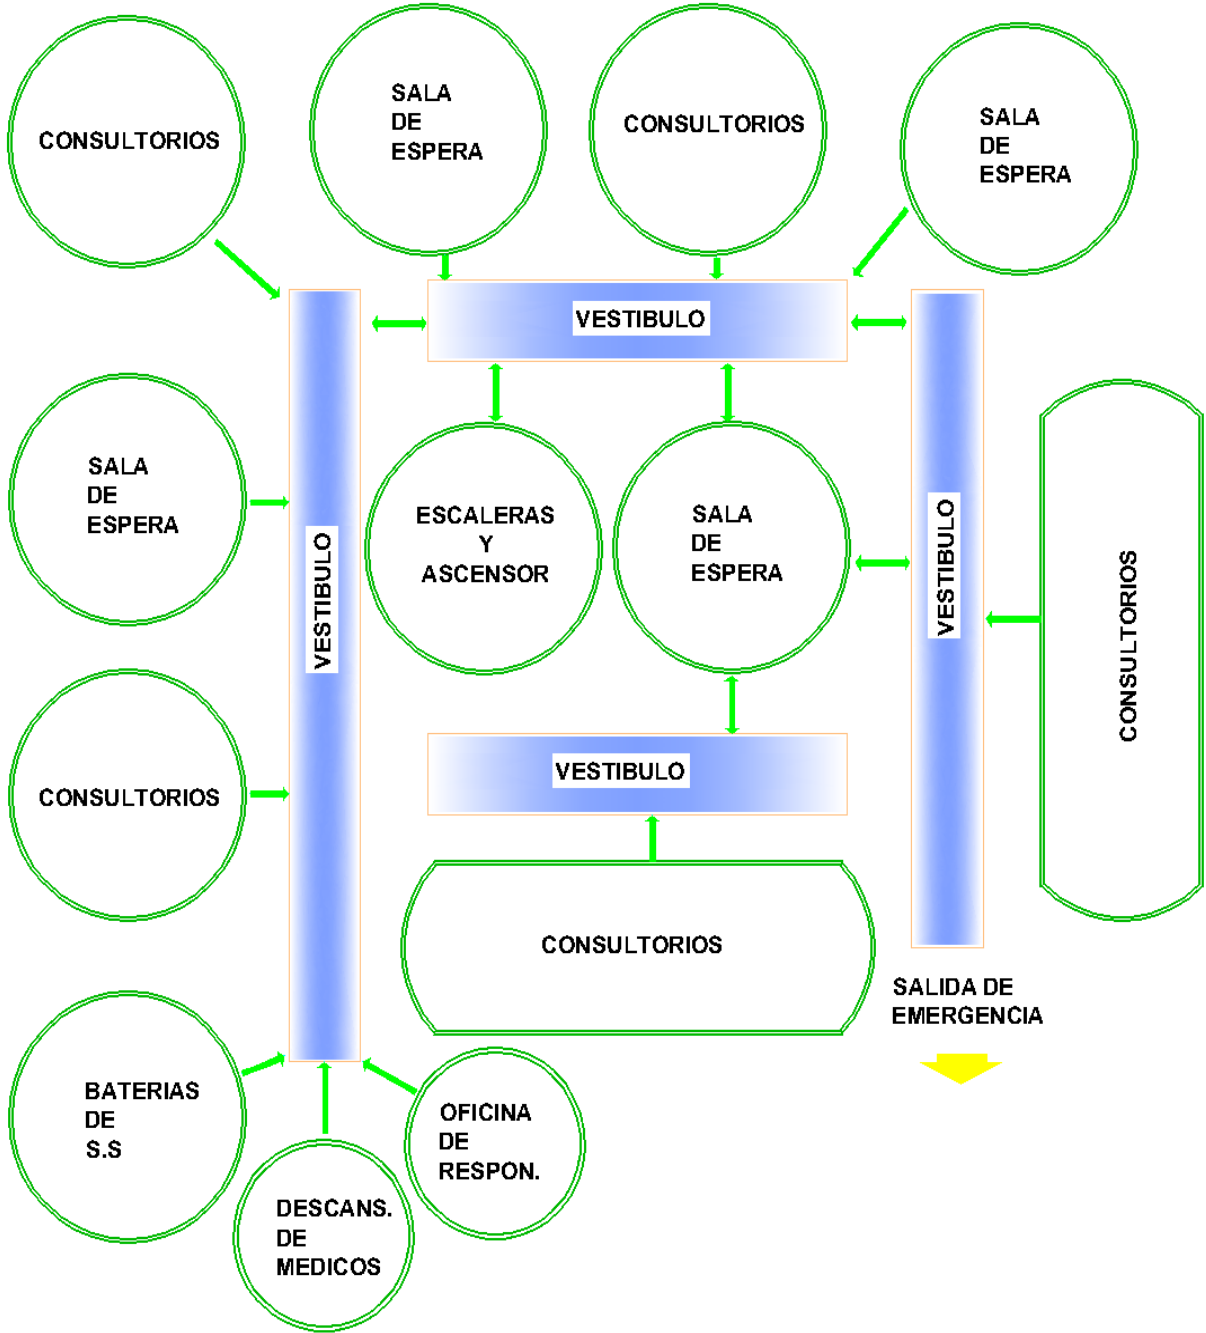 CONSULTORIOS
SALA
DE
ESPERA
CONSULTORIOS
SALA
DE
ESPERA
VESTIBULO
SALA
DE
ESPERA
VESTIBULO
ESCALERAS
Y
ASCENSOR
SALA
DE
ESPERA
VESTIBULO
CONSULTORIOS
CONSULTORIOS
VESTIBULO
CONSULTORIOS
SALIDA DE
EMERGENCIA
BATERIAS
DE
S.S
OFICINA
DE
RESPON.
DESCANS.
DE
MEDICOS